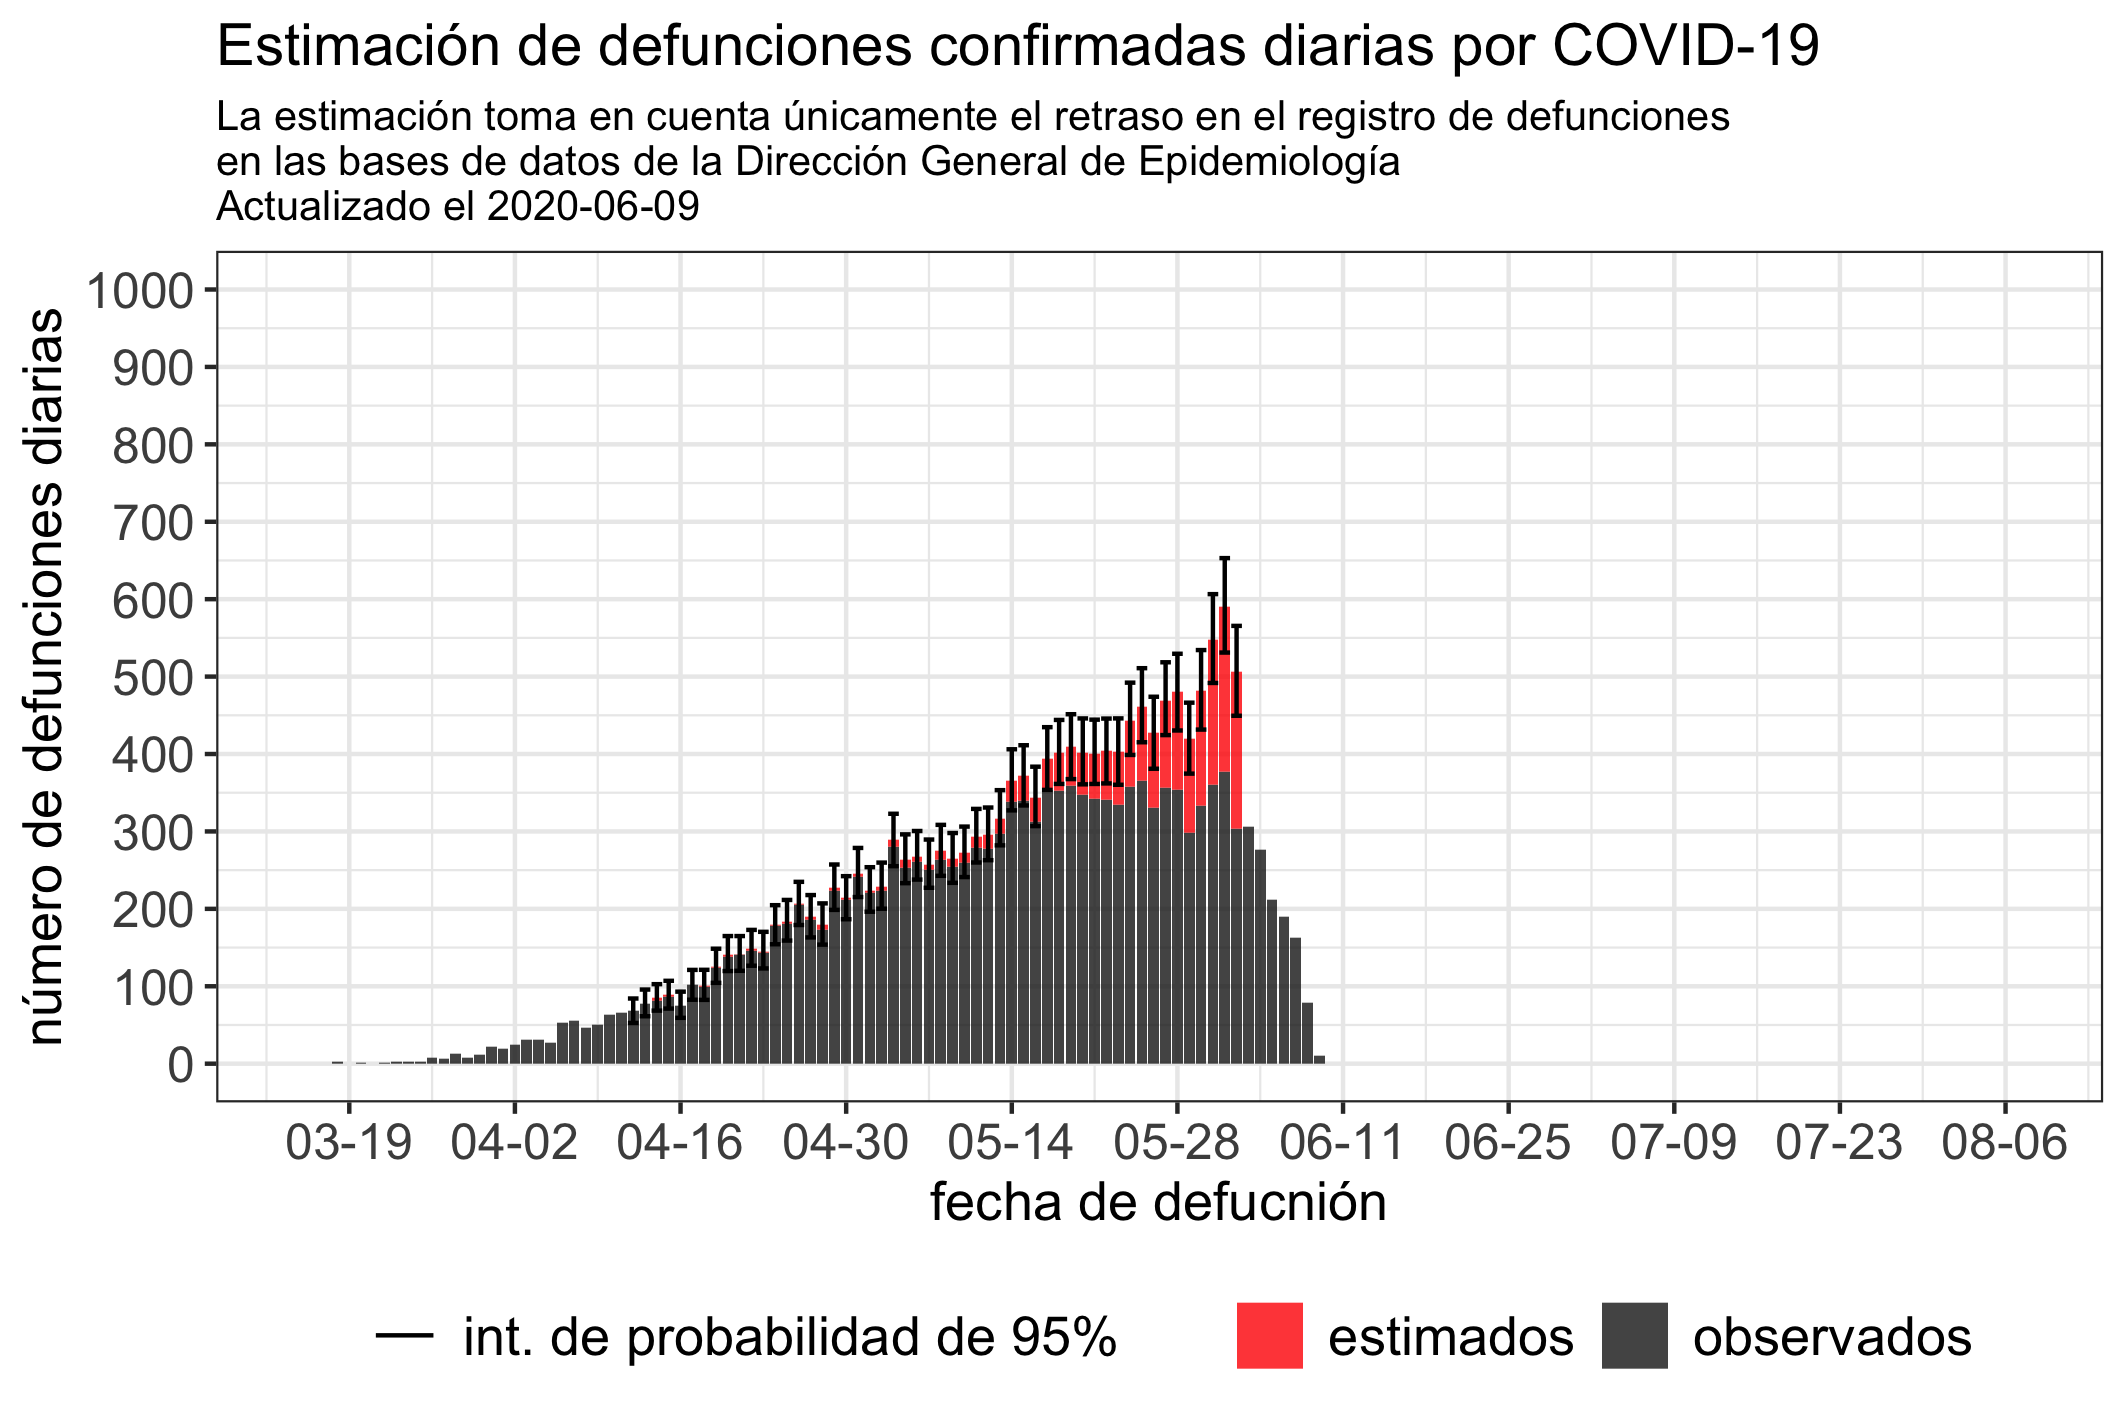 Estimación de defunciones confirmadas diarias por COVID-19
La estimación toma en cuenta únicamente el retraso en el registro de defunciones
en las bases de datos de la Dirección General de Epidemiología
Actualizado el 2020-06-09
número de defunciones diarias
1000
900
800
700
600
500
400
300
200
100
0
03-19 04-02 04-16 04-30 05-14 05-28 06-11 06-25 07-09 07-23 08-06
fecha de defucnión
int. de probabilidad de 95% estimados observados